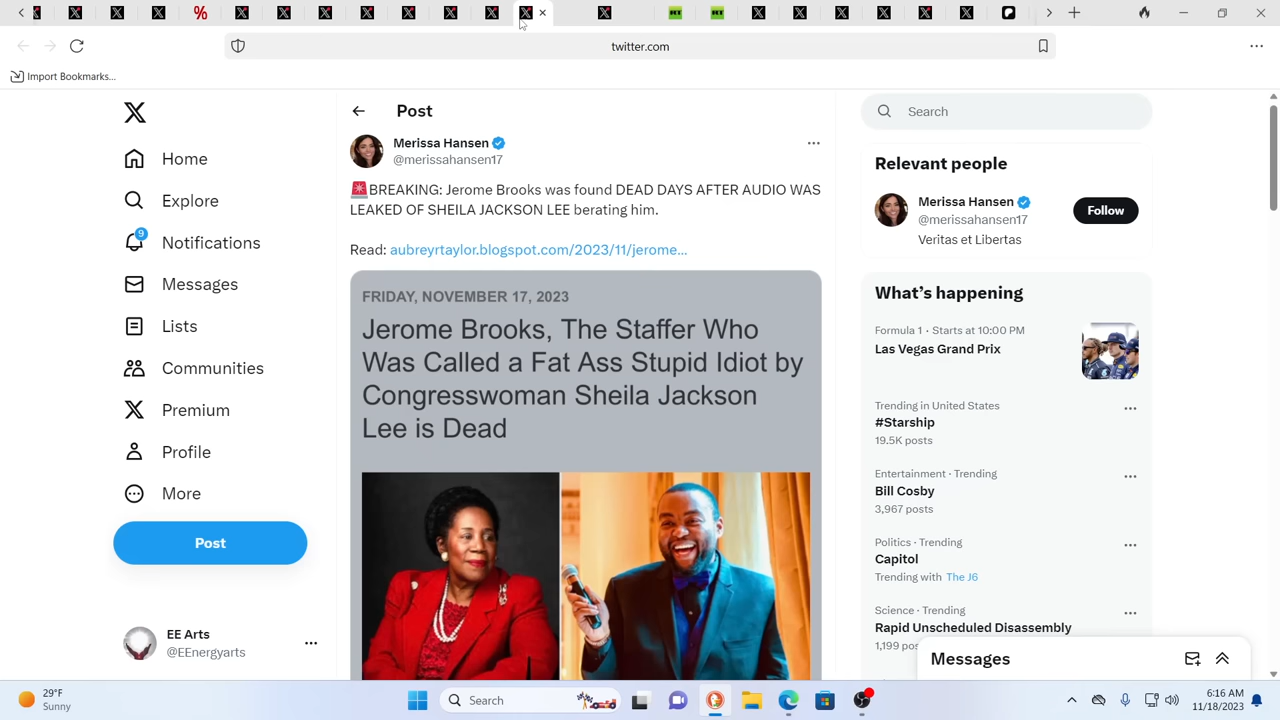 twitter.com
Import Bookmarks...
Post
Search
Merissa Hansen
@merissahansen17
🚨BREAKING: Jerome Brooks was found DEAD DAYS AFTER AUDIO WAS
LEAKED OF SHEILA JACKSON LEE berating him.
Read: aubreyrtaylor.blogspot.com/2023/11/jerome...
FRIDAY, NOVEMBER 17, 2023
Jerome Brooks, The Staffer Who
Was Called a Fat Ass Stupid Idiot by
Congresswoman Sheila Jackson
Lee is Dead
Home
Explore
9
Notifications
Messages
Lists
Communities
Premium
Profile
More
Post
EE Arts
@EEnergyarts
Relevant people
Merissa Hansen
@merissahansen17
Veritas et Libertas
Follow
What's happening
Formula 1 · Starts at 10:00 PM
Las Vegas Grand Prix
Trending in United States
#Starship
19.5K posts
Entertainment · Trending
Bill Cosby
3,967 posts
Politics · Trending
Capitol
Trending with The J6
Science · Trending
Rapid Unscheduled Disassembly
1,199 pos
Messages
29°F
Sunny
Search
6:16 AM
11/18/2023